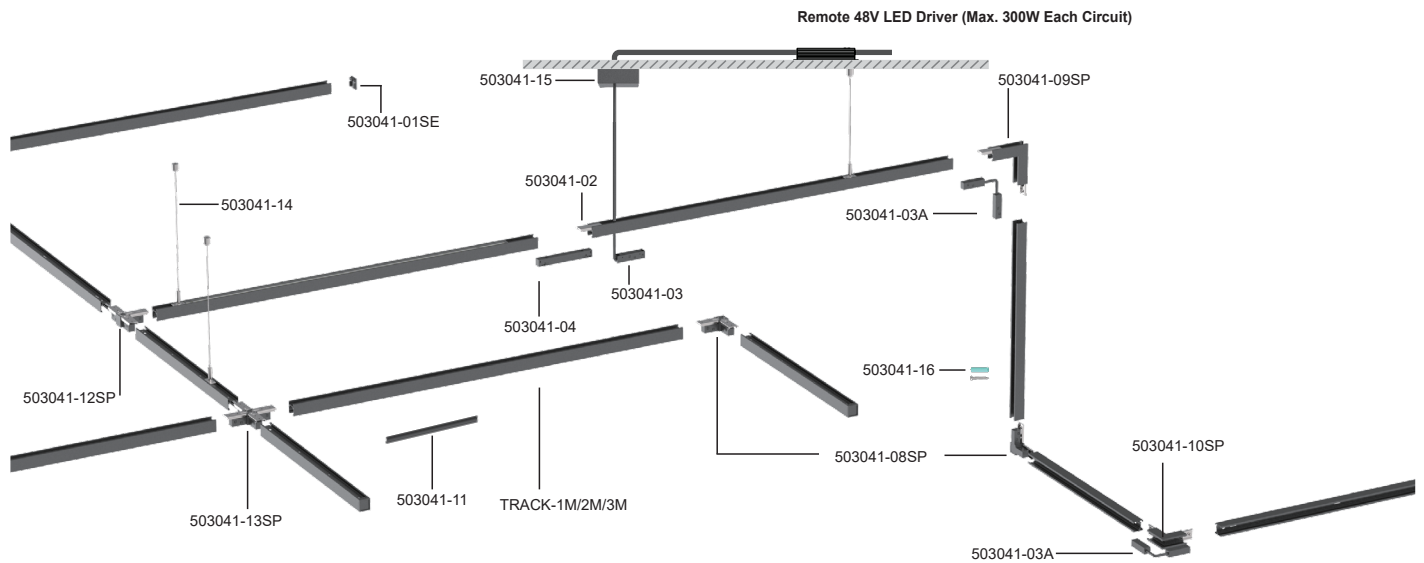 Remote 48V LED Driver (Max. 300W Each Circuit)
503041-15
503041-09SP
503041-01SE
503041-02
503041-14
503041-03A
503041-03
503041-04
503041-16
503041-12SP
503041-10SP
503041-08SP
503041-11
TRACK-1M/2M/3M
503041-13SP
503041-03A